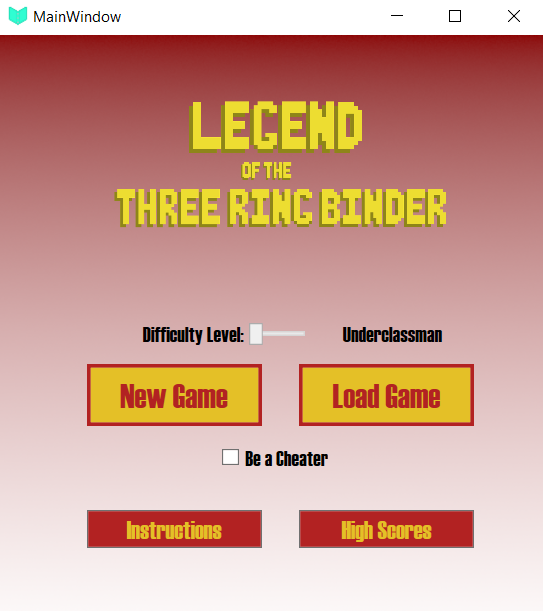 MainWindow
LEGEND
OF THE
THREE RING BINDER
Difficulty Level: Underclassman
New Game Load Game
Be a Cheater
Instructions High Scores